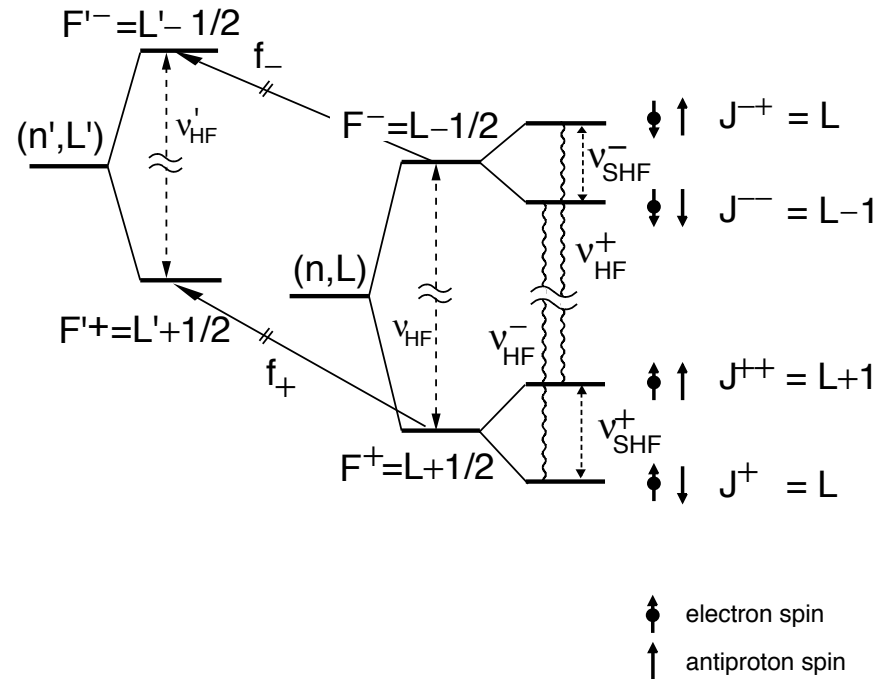 F'⁻=L'-1/2
f₋
(n',L')
ν'HF
F⁻=L-1/2
J⁻⁺ = L
ν⁻SHF
J⁻⁻ = L-1
(n,L)
ν⁺HF
F'+=L'+1/2
νHF
ν⁻HF
f₊
J⁺⁺ = L+1
ν⁺SHF
F⁺=L+1/2
J⁺ = L
electron spin
antiproton spin